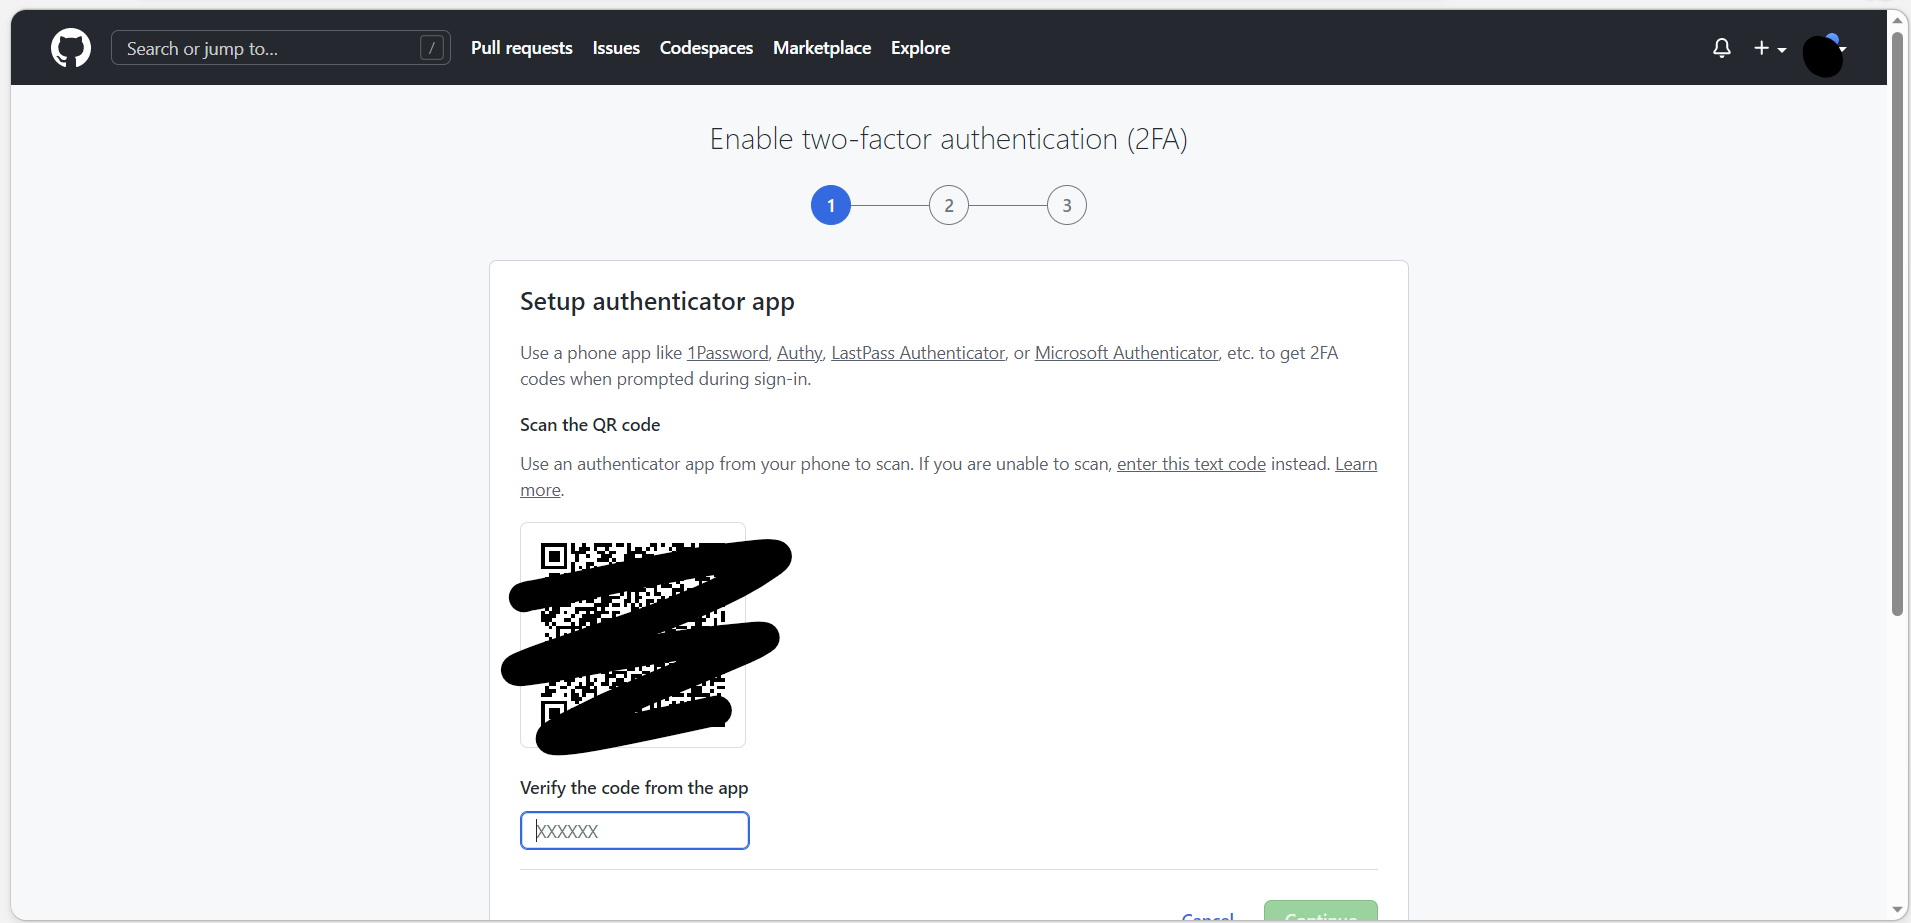 Search or jump to...
/
Pull requests
Issues
Codespaces
Marketplace
Explore
Enable two-factor authentication (2FA)
1
2
3
Setup authenticator app
Use a phone app like 1Password, Authy, LastPass Authenticator, or Microsoft Authenticator, etc. to get 2FA
codes when prompted during sign-in.
Scan the QR code
Use an authenticator app from your phone to scan. If you are unable to scan, enter this text code instead. Learn
more.
Verify the code from the app
XXXXXX
Cancel
Continue